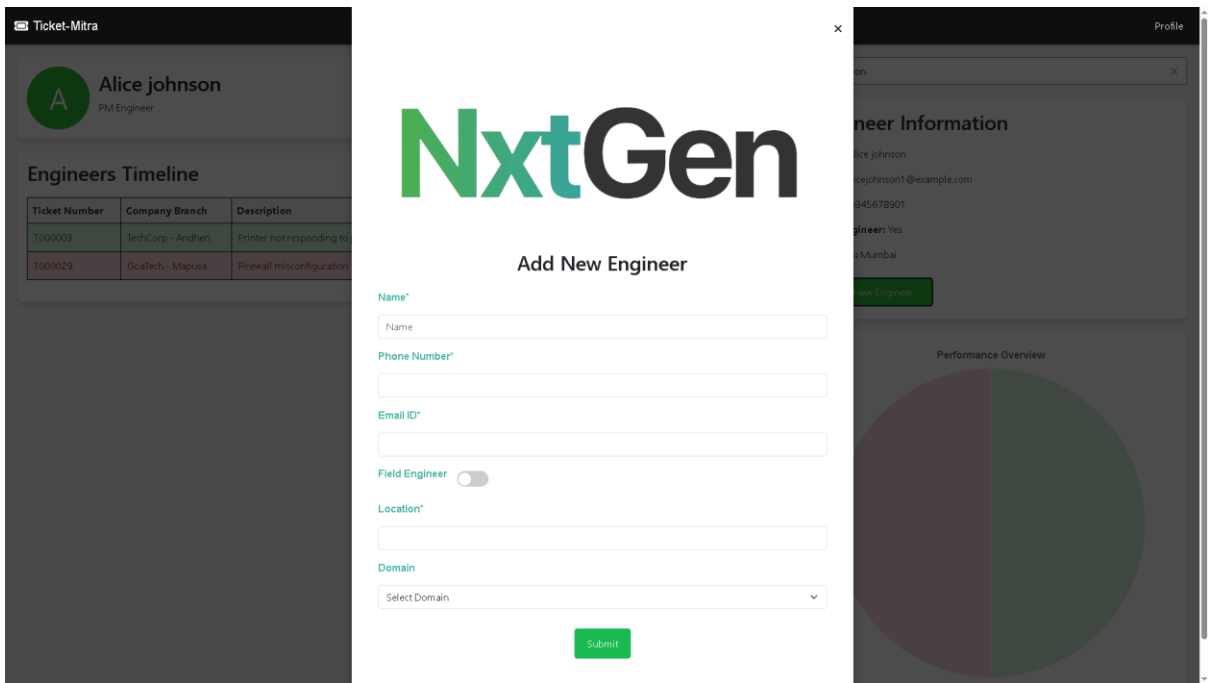 Ticket-Mitra
Profile
×
on
X
A
Alice johnson
PM Engineer
Engineers Timeline
Ticket Number Company Branch Description
T000003 TechCorp - Andheri Printer not responding to
T000029 GoaTech - Mapusa Firewall misconfiguration
NxtGen
Add New Engineer
Name*
Name
Phone Number*
Email ID*
Field Engineer
Location*
Domain
Select Domain
Submit
neer Information
lice johnson
icejohnson1@example.com
345678901
gineer: Yes
: Mumbai
New Engineer
Performance Overview